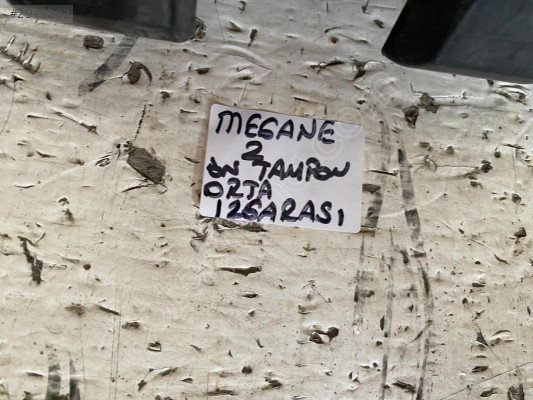 MEGANE
2
ÖN TAMPON
ORTA
IZGARASI